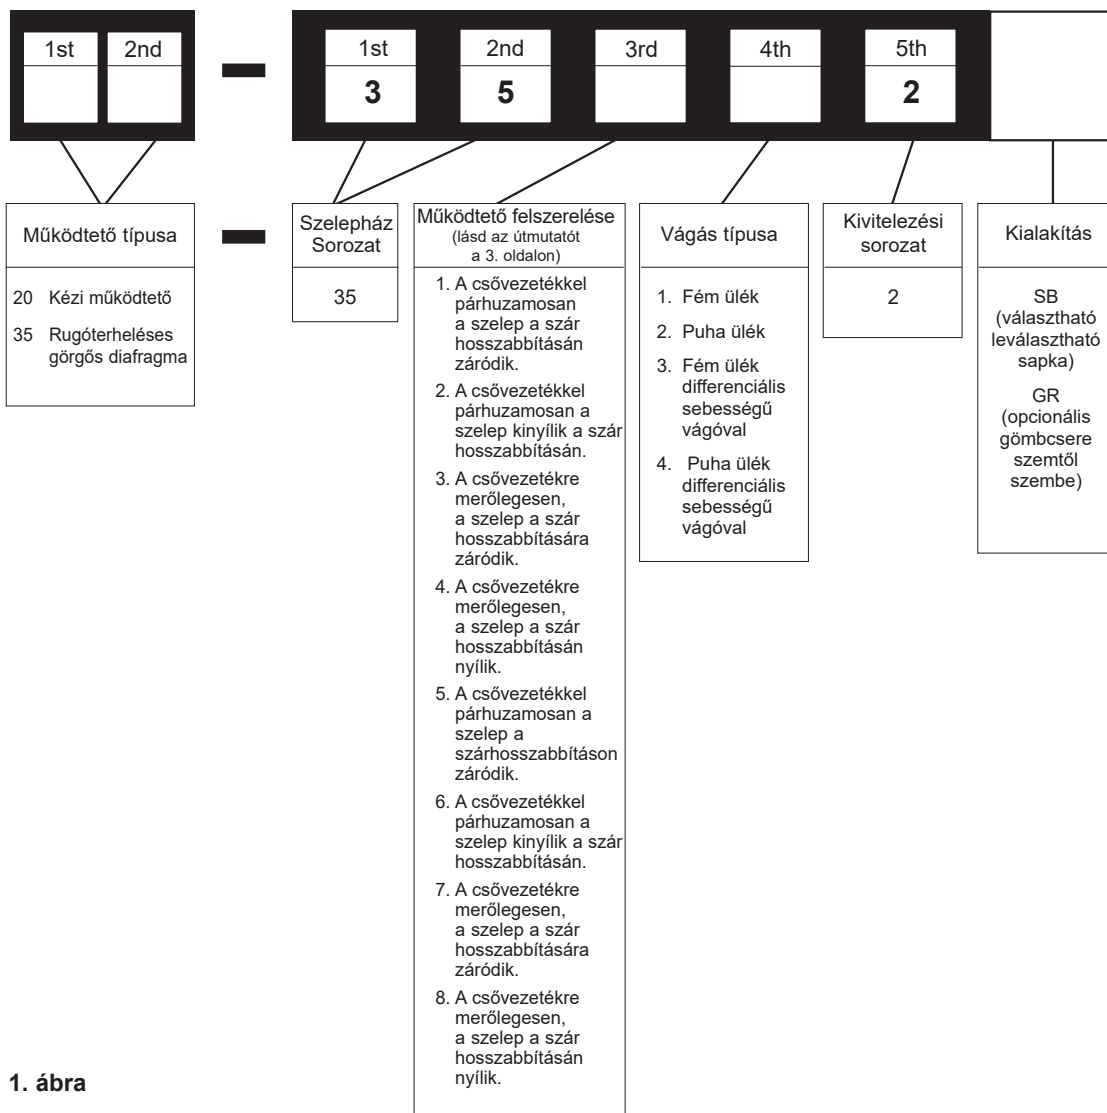 1st 2nd 1st 2nd 3rd 4th 5th
3 5 2
Működtető típusa
20 Kézi működtető
35 Rugóterheléses
görgős diafragma
Szelepház
Sorozat
35
Működtető felszerelése
(lásd az útmutatót
a 3. oldalon)
1. A csővezetékkel
párhuzamosan
a szelep a szár
hosszabbításán
záródik.
2. A csővezetékkel
párhuzamosan a
szelep kinyílik a szár
hosszabbításán.
3. A csővezetékre
merőlegesen,
a szelep a szár
hosszabbítására
záródik.
4. A csővezetékre
merőlegesen,
a szelep a szár
hosszabbításán
nyílik.
5. A csővezetékkel
párhuzamosan a
szelep a
szárhosszabbításon
záródik.
6. A csővezetékkel
párhuzamosan a
szelep kinyílik a szár
hosszabbításán.
7. A csővezetékre
merőlegesen,
a szelep a szár
hosszabbítására
záródik.
8. A csővezetékre
merőlegesen,
a szelep a szár
hosszabbításán
nyílik.
Vágás típusa
1. Fém ülék
2. Puha ülék
3. Fém ülék
differenciális
sebességű
vágóval
4. Puha ülék
differenciális
sebességű
vágóval
Kivitelezési
sorozat
2
Kialakítás
SB
(választható
leválasztható
sapka)
GR
(opcionális
gömbcsere
szemtől
szembe)
1. ábra